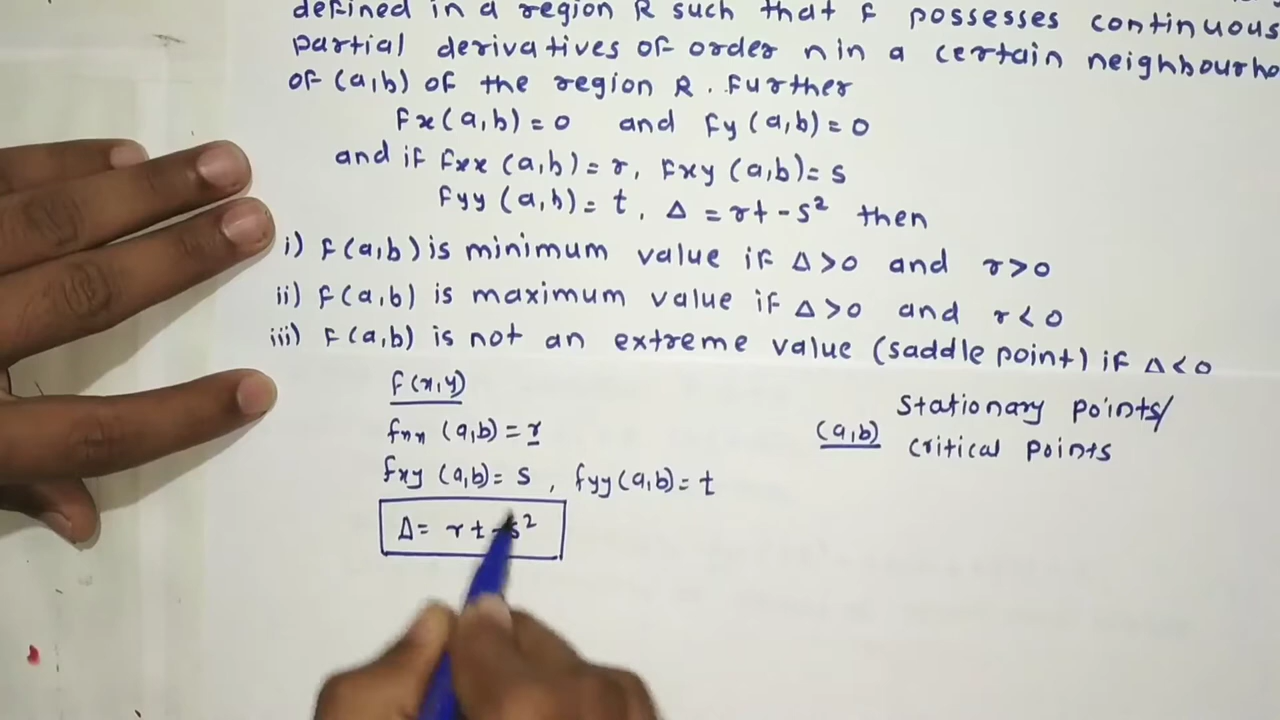 defined in a region R such that f possesses continuous
partial derivatives of order n in a certain neighbourho
of (a,b) of the region R. Further
fx(a,b)=0 and fy(a,b)=0
and if fxx(a,b)=r, fxy(a,b)=s
fyy(a,b)=t, Δ=rt-s² then
i) f(a,b) is minimum value if Δ>0 and r>0
ii) f(a,b) is maximum value if Δ>0 and r<0
iii) f(a,b) is not an extreme value (saddle point) if Δ<0
f(x,y)
fxx (a,b) = r
fxy (a,b) = s, fyy(a,b) = t
Δ= rt-s²
Stationary points/
(a,b) critical points